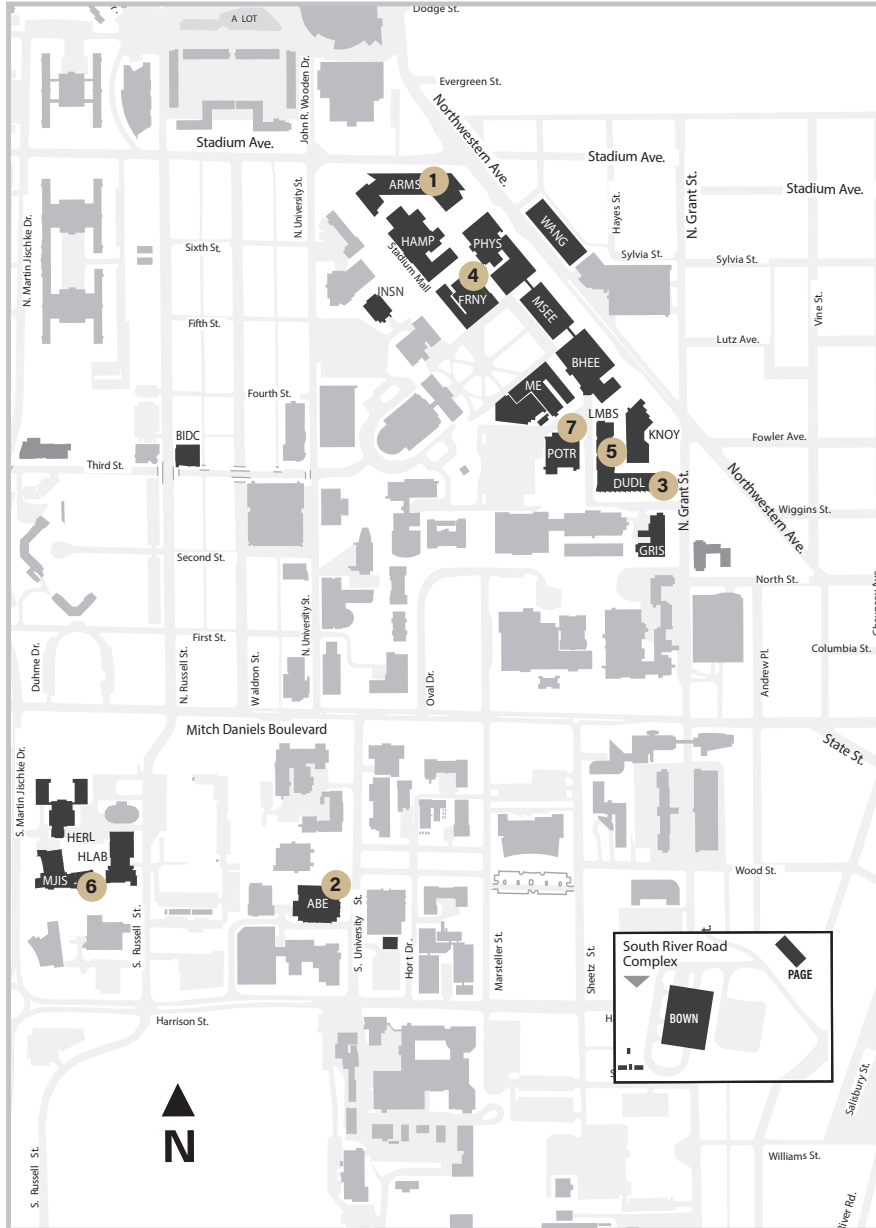 Dodge St.
A LOT
John R. Wooden Dr.
Evergreen St.
Northwestern Ave.
Stadium Ave.
Stadium Ave.
Stadium Ave.
ARMS
1
N. Grant St.
Hayes St.
N. University St.
N. Martin Jischke Dr.
Sixth St.
HAMP
PHYS
WANG
Sylvia St.
Sylvia St.
Stadium Mall
4
FRNY
INSN
MSEE
Vine St.
Fifth St.
Lutz Ave.
BHEE
ME
Fourth St.
LMBS
7
KNOY
BIDC
POTR
5
Fowler Ave.
Third St.
DUDL
3
N. Grant St.
Northwestern Ave.
Wiggins St.
GRIS
Second St.
North St.
Chauncey Ave.
N. University St.
First St.
Columbia St.
Duhme Dr.
N. Russell St.
Waldron St.
Oval Dr.
Andrew Pl.
Mitch Daniels Boulevard
State St.
S. Martin Jischke Dr.
HERL
HLAB
MJIS
6
2
ABE
Wood St.
S. Russell St.
S. University St.
Hort Dr.
Marsteller St.
Sheetz St.
South River Road
Complex
PAGE
BOWN
Harrison St.
Salisbury St.
N
S. Russell St.
Williams St.
River Rd.